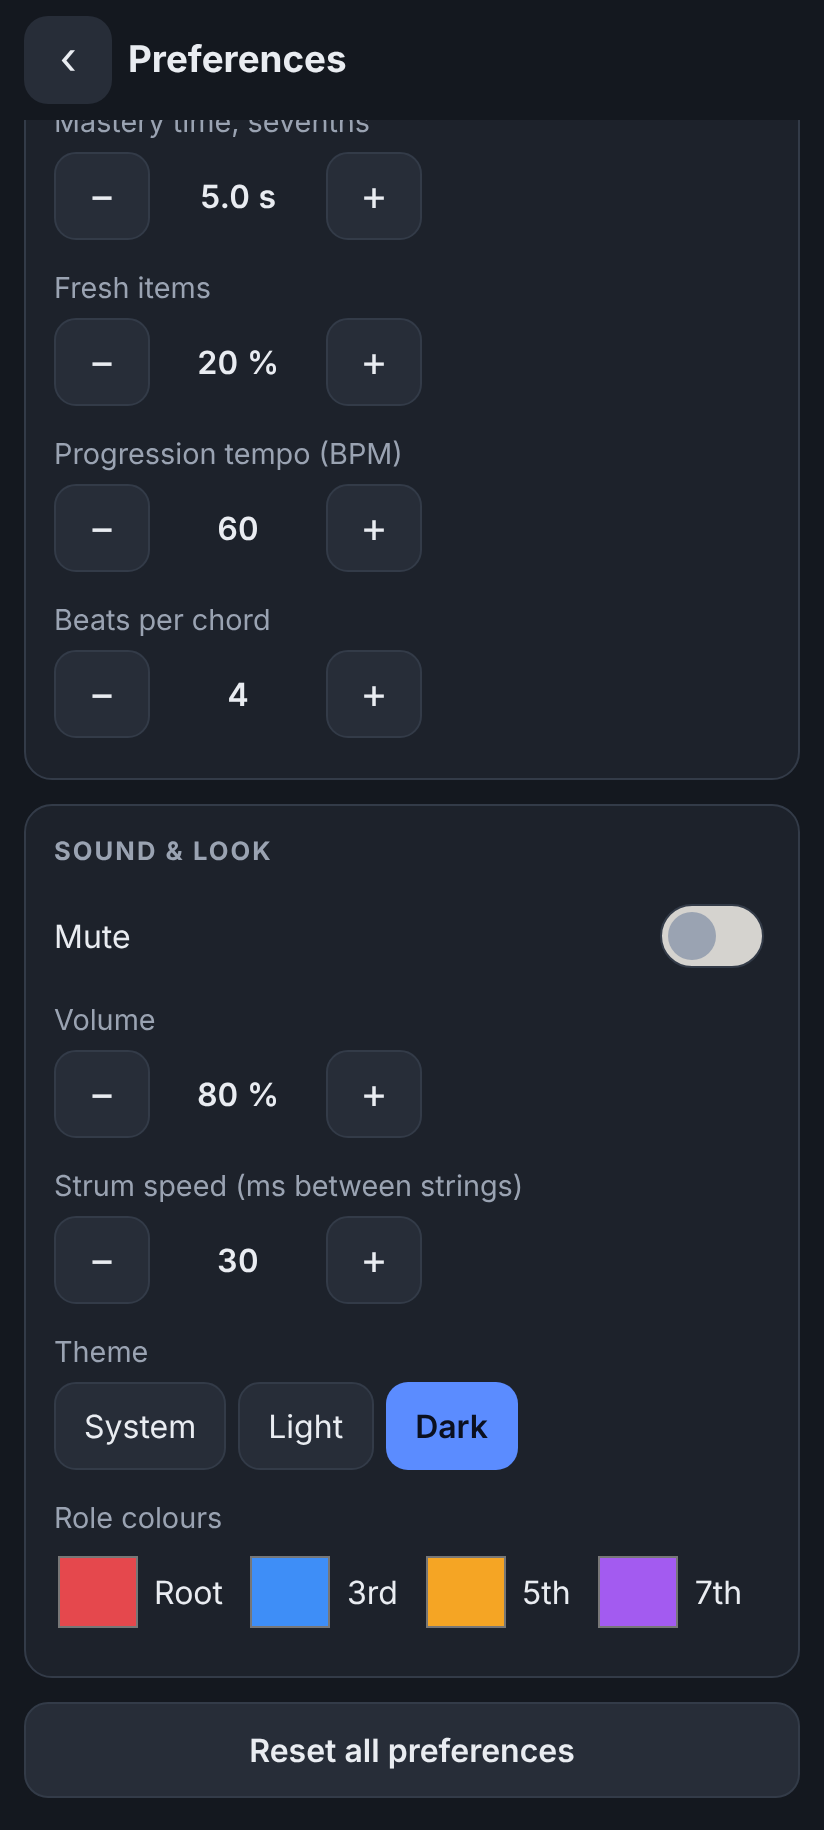 ‹ Preferences
Mastery time, sevenths
− 5.0 s +
Fresh items
− 20 % +
Progression tempo (BPM)
− 60 +
Beats per chord
− 4 +
SOUND & LOOK
Mute
Volume
− 80 % +
Strum speed (ms between strings)
− 30 +
Theme
System Light Dark
Role colours
Root 3rd 5th 7th
Reset all preferences